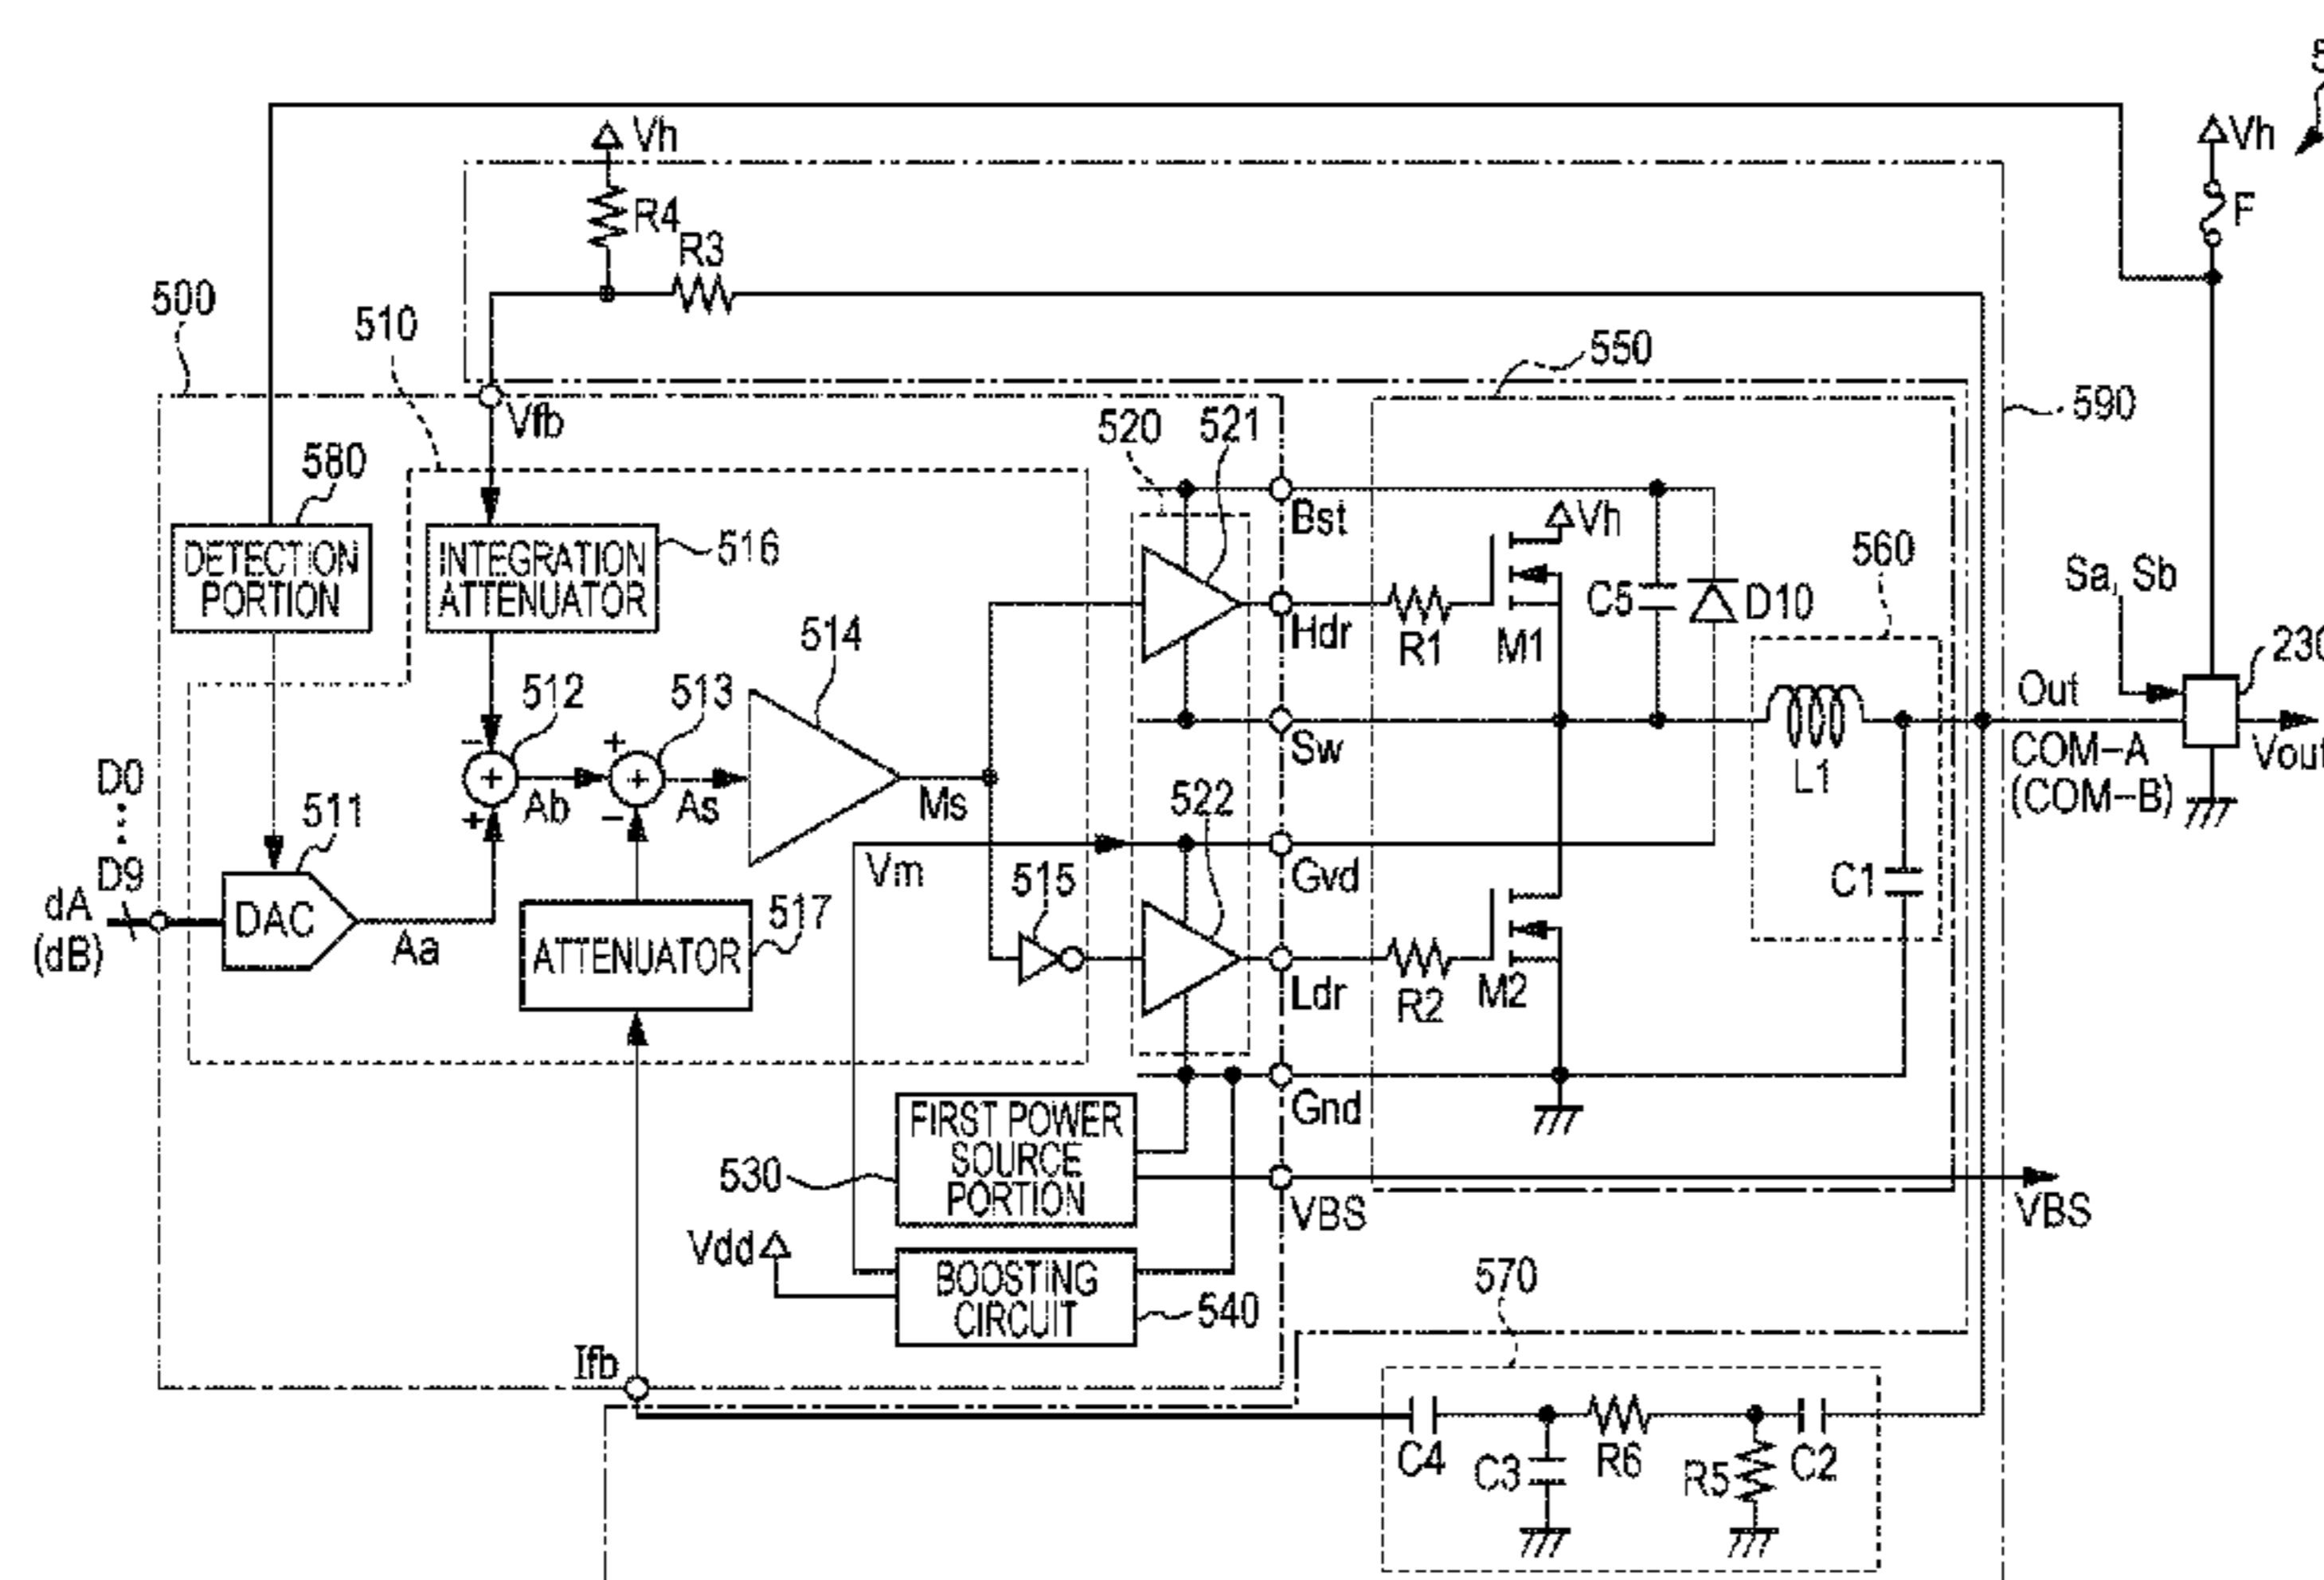 5
Vh
Vh
F
R4
R3
500
510
550
590
Vfb
520
521
580
DETECTION
PORTION
INTEGRATION
ATTENUATOR
516
Bst
Vh
560
Sa, Sb
C5
D10
514
Hdr
R1
M1
230
512
513
Out
Sw
COM-A
(COM-B)
Vout
L1
−
+
+
+
D0
511
+
Ab
−
As
Ms
522
D9
Vm
515
Gvd
C1
dA
(dB)
DAC
Aa
517
ATTENUATOR
Ldr
R2
M2
FIRST POWER
SOURCE
PORTION
Gnd
530
VBS
VBS
Vdd
BOOSTING
CIRCUIT
540
570
Ifb
C4
C3
R6
R5
C2